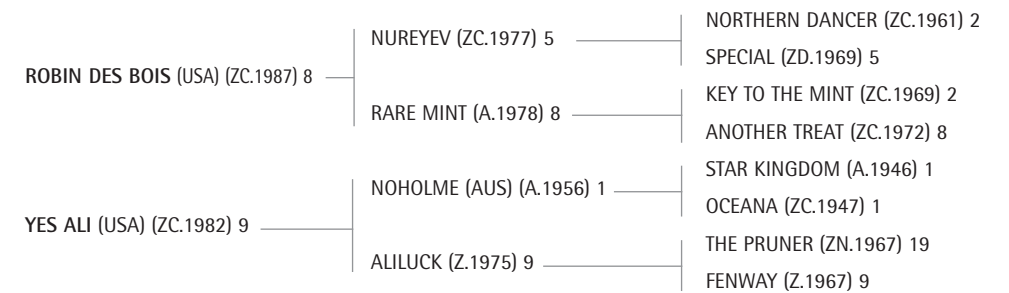 NORTHERN DANCER (ZC.1961) 2
NUREYEV (ZC.1977) 5
SPECIAL (ZD.1969) 5
ROBIN DES BOIS (USA) (ZC.1987) 8
KEY TO THE MINT (ZC.1969) 2
RARE MINT (A.1978) 8
ANOTHER TREAT (ZC.1972) 8
STAR KINGDOM (A.1946) 1
NOHOLME (AUS) (A.1956) 1
OCEANA (ZC.1947) 1
YES ALI (USA) (ZC.1982) 9
THE PRUNER (ZN.1967) 19
ALILUCK (Z.1975) 9
FENWAY (Z.1967) 9